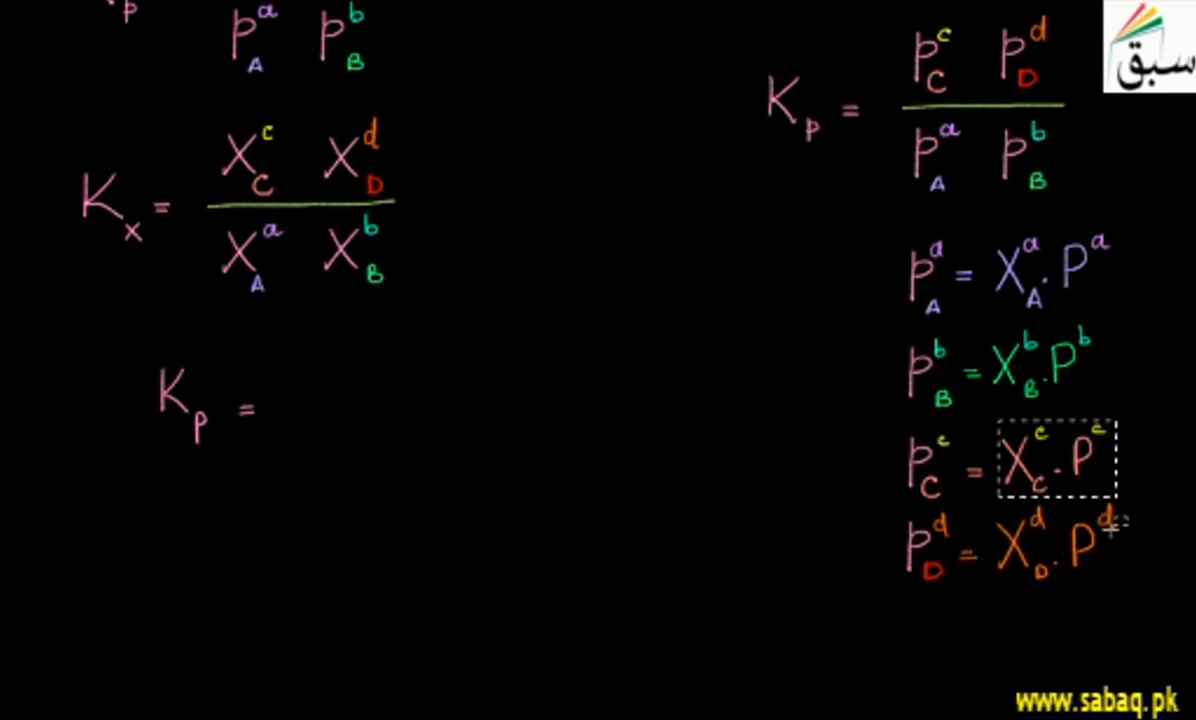 p
p_A^a p_B^b
K_x = X_C^c X_D^d / X_A^a X_B^b
K_p =
K_p = p_C^c p_D^d / p_A^a p_B^b
p_A^a = X_A^a . P^a
p_B^b = X_B^b . P^b
p_C^c = X_C^c . P^c
p_D^d = X_D^d . P^d
سبق
www.sabaq.pk